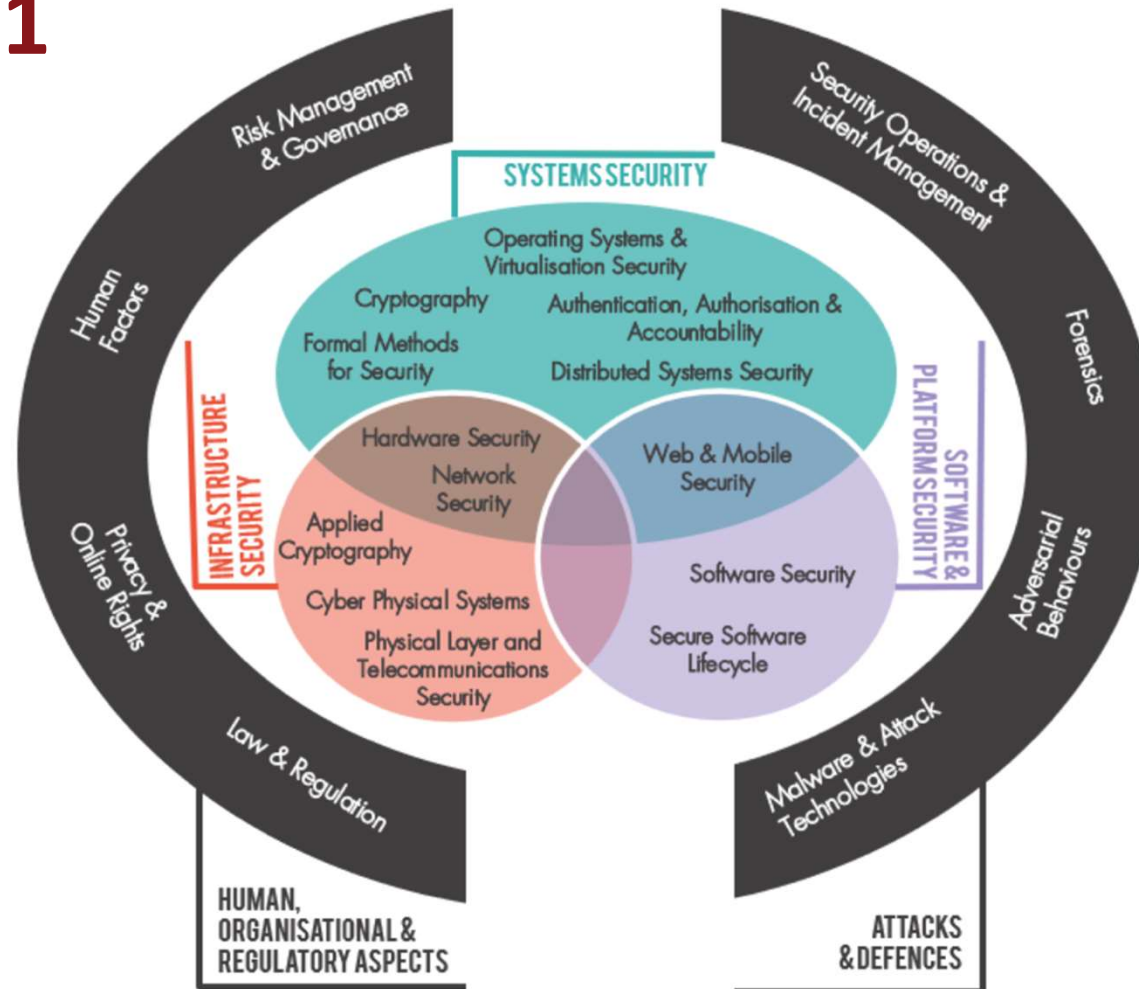 1
Risk Management
& Governance
Human
Factors
Privacy &
Online Rights
Law & Regulation
HUMAN,
ORGANISATIONAL &
REGULATORY ASPECTS
SYSTEMS SECURITY
Operating Systems &
Virtualisation Security
Cryptography
Authentication, Authorisation &
Accountability
Formal Methods
for Security
Distributed Systems Security
INFRASTRUCTURE
SECURITY
Hardware Security
Network
Security
Applied
Cryptography
Cyber Physical Systems
Physical Layer and
Telecommunications
Security
Web & Mobile
Security
SOFTWARE &
PLATFORM SECURITY
Software Security
Secure Software
Lifecycle
Security Operations &
Incident Management
Forensics
Adversarial
Behaviours
Malware & Attack
Technologies
ATTACKS
& DEFENCES